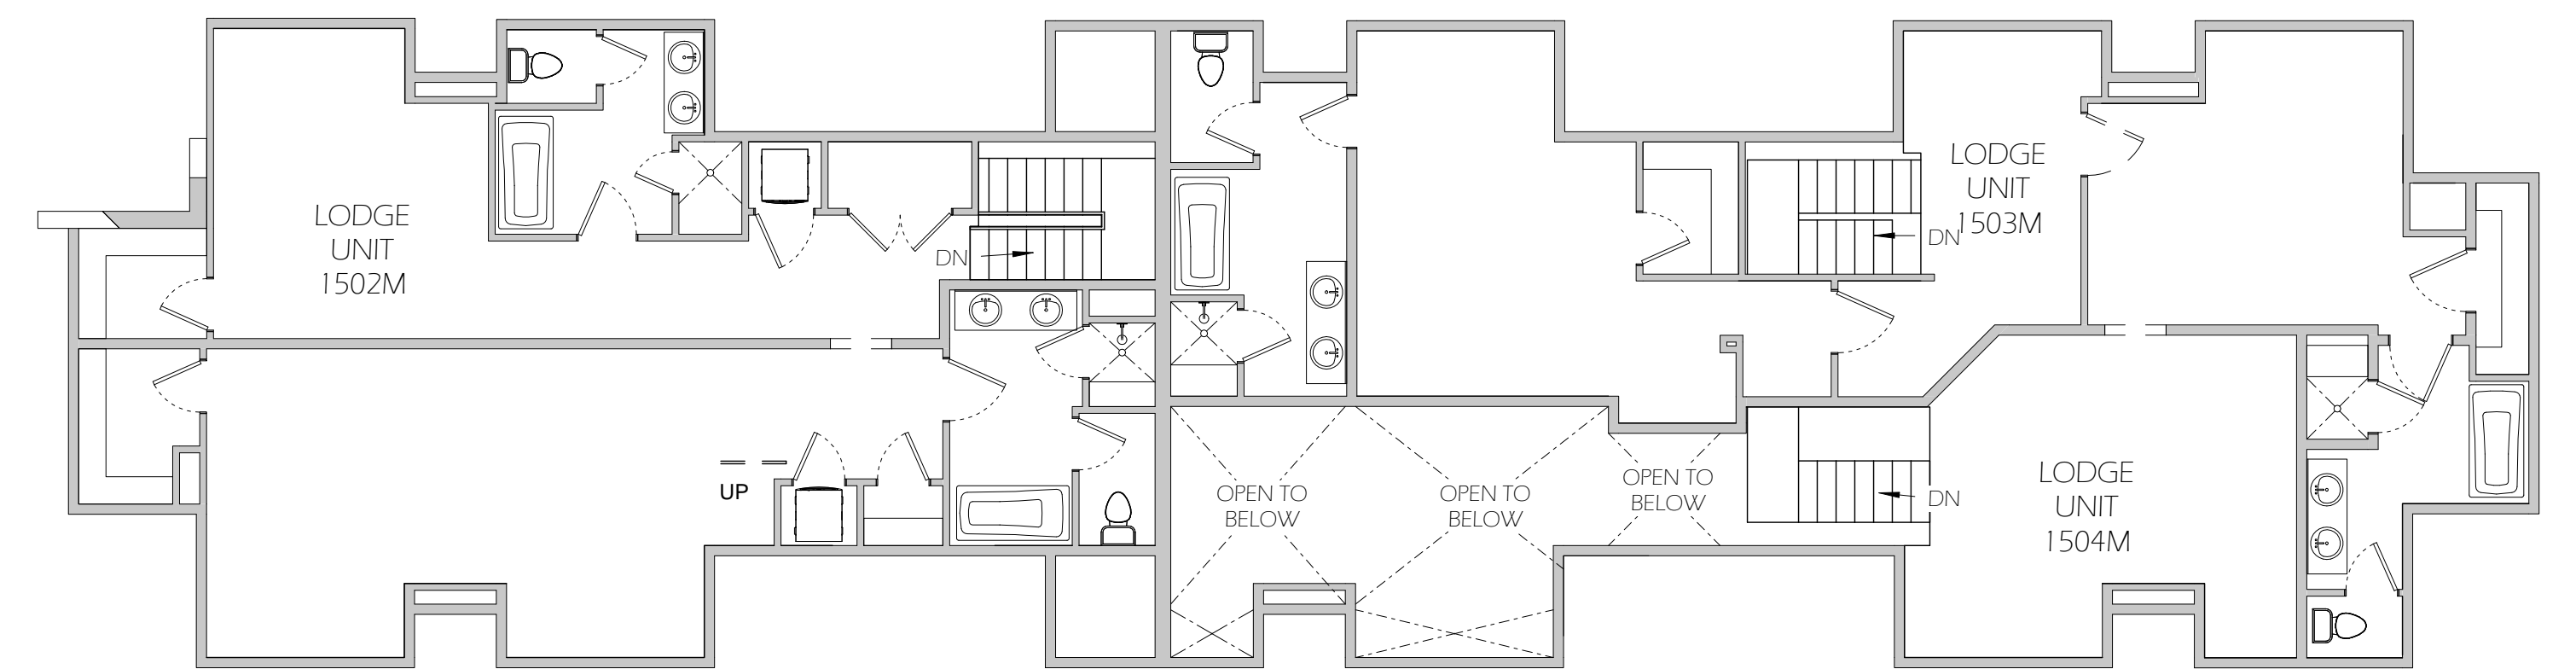 LODGE
UNIT
1502M
DN
UP
LODGE
UNIT
1503M
DN
OPEN TO
BELOW
OPEN TO
BELOW
OPEN TO
BELOW
DN
LODGE
UNIT
1504M